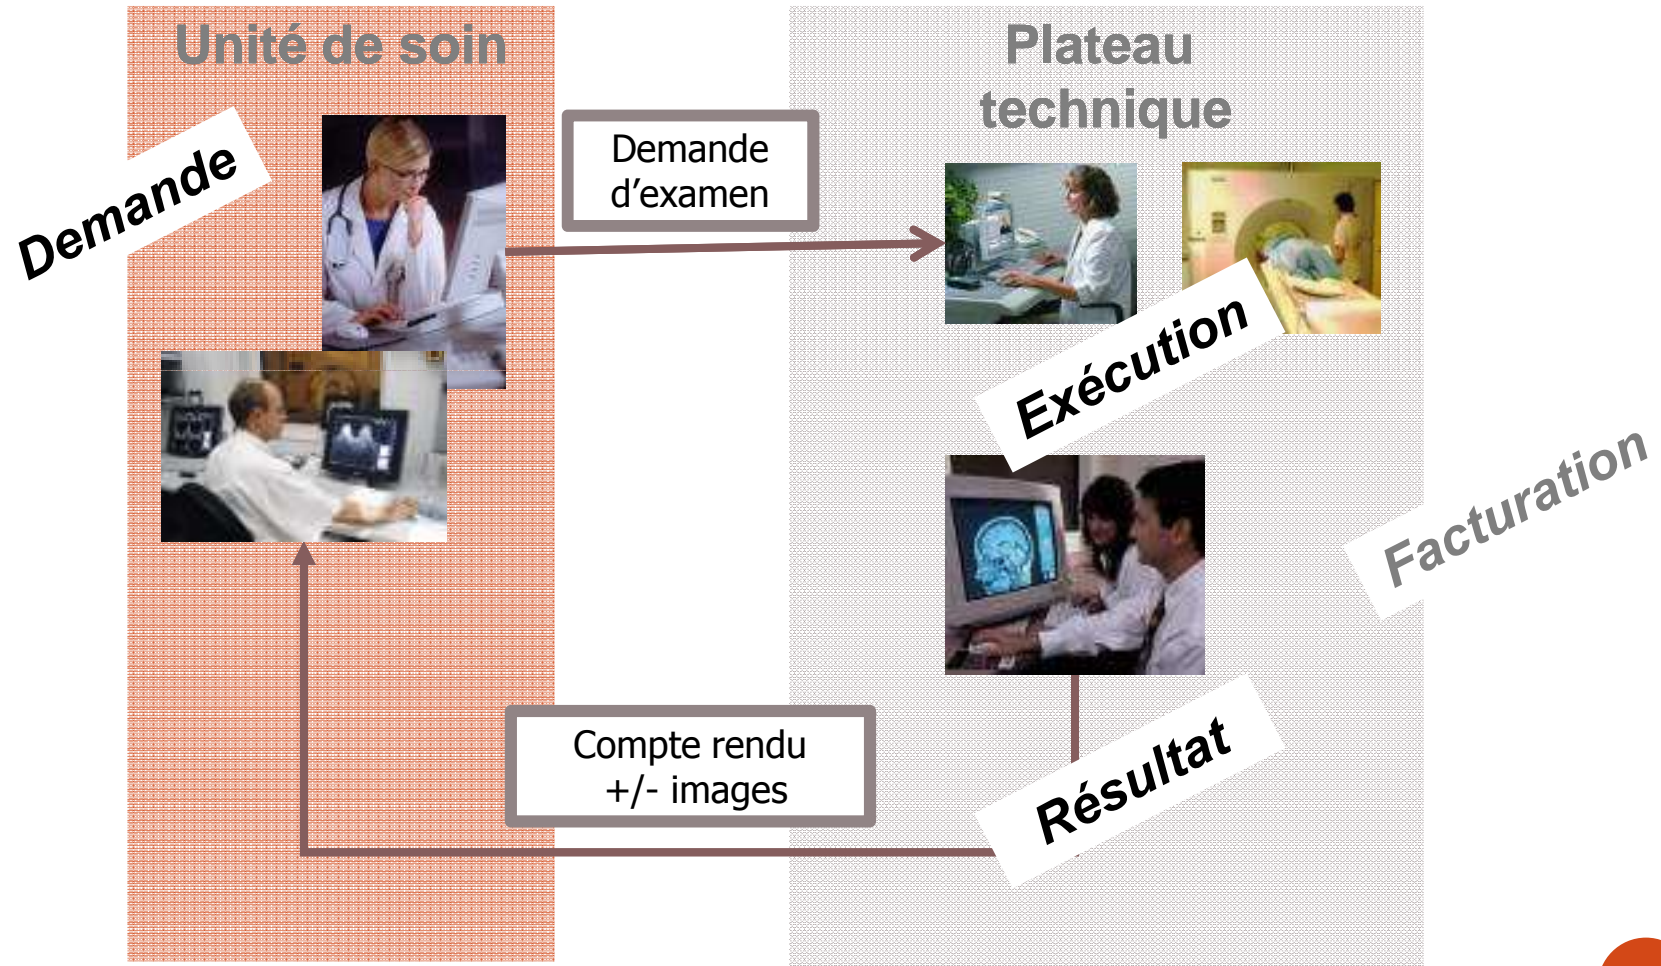 Unité de soin
Plateau
technique
Demande
Demande
d’examen
Exécution
Facturation
Compte rendu
+/- images
Résultat